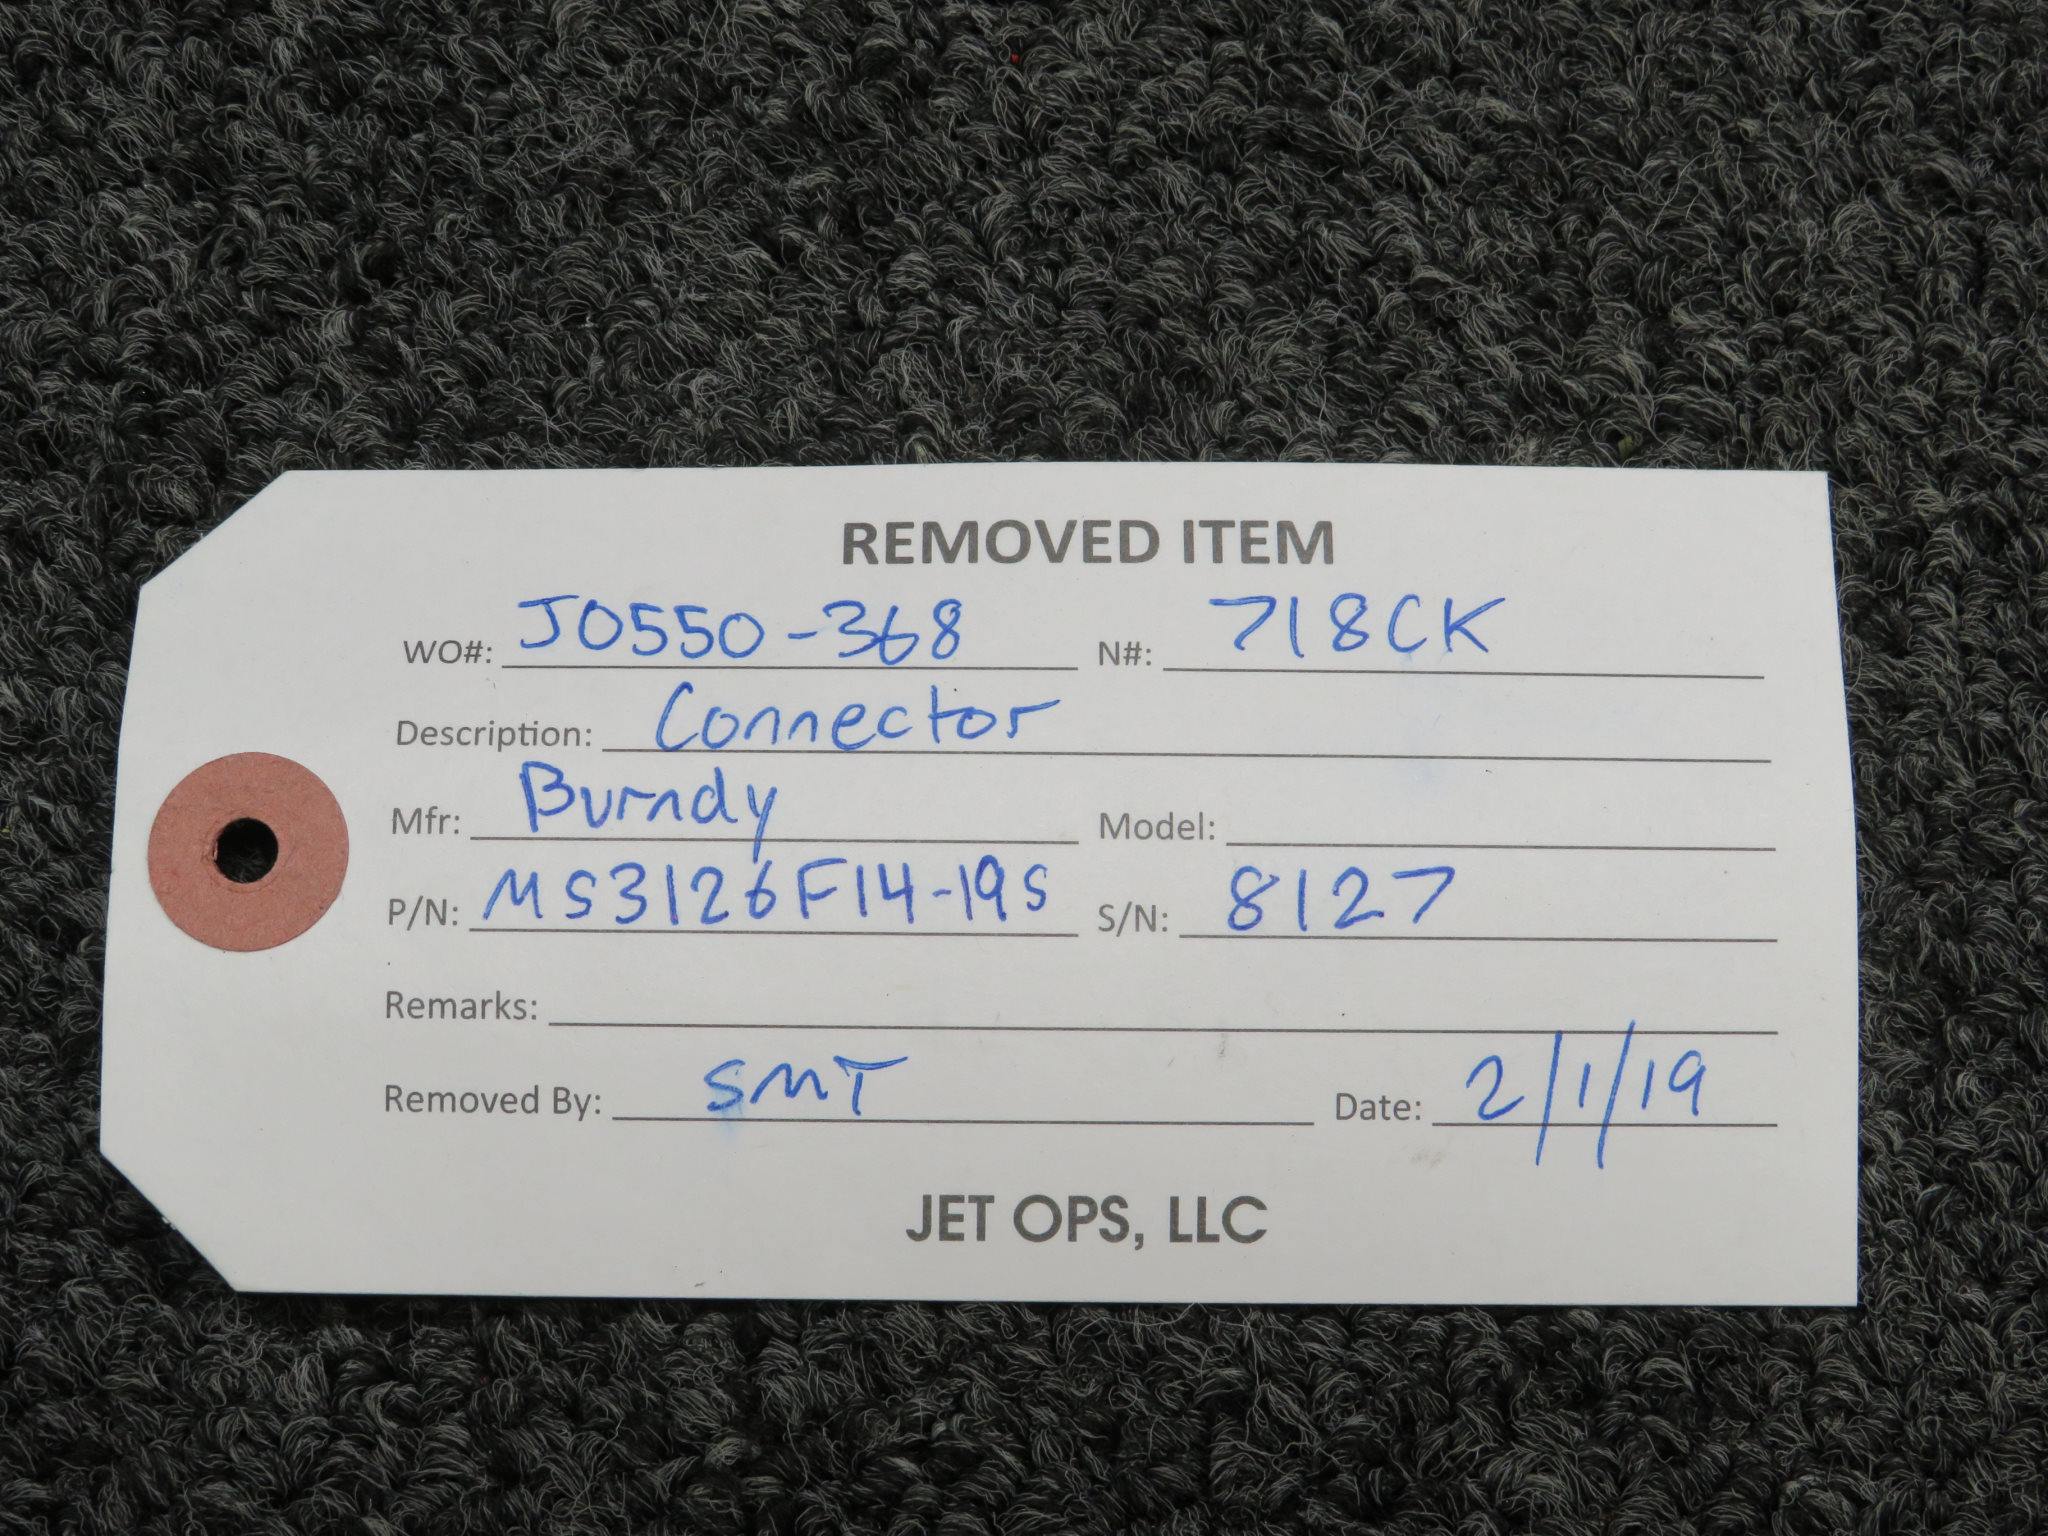 REMOVED ITEM
WO#: JO550-368 N#: 718CK
Description: Connector
Mfr: Burndy Model:
P/N: MS3126F14-19S S/N: 8127
Remarks:
Removed By: SMT Date: 2/1/19
JET OPS, LLC